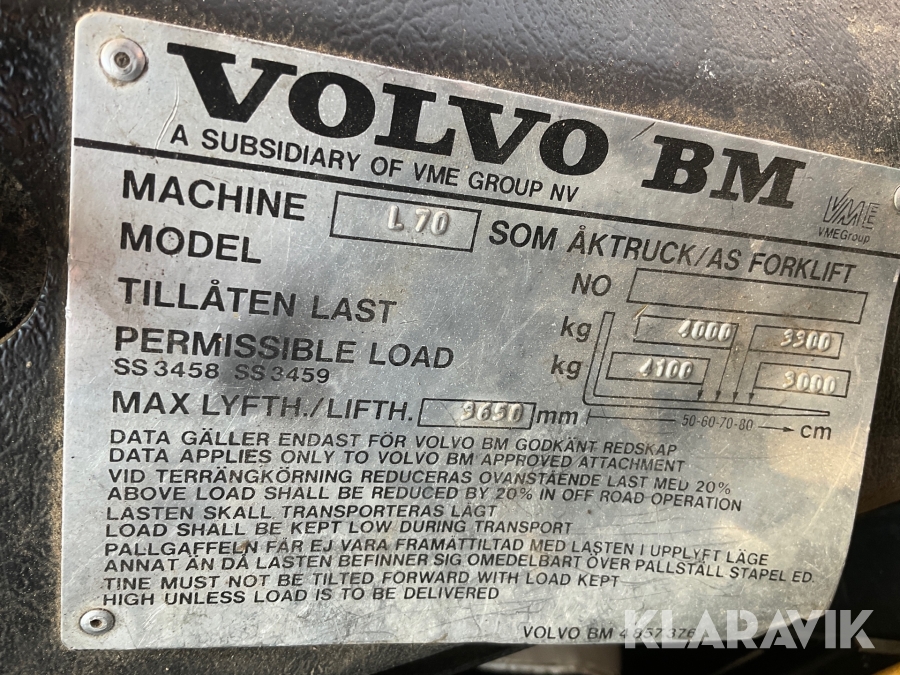 VOLVO BM
A SUBSIDIARY OF VME GROUP NV
VME
VMEGroup
MACHINE MODEL L 70 SOM ÅKTRUCK/AS FORKLIFT
NO
TILLÅTEN LAST kg 4000 3900
PERMISSIBLE LOAD kg 4100 3000
SS 3458 SS 3459
MAX LYFTH./LIFTH. 3650 mm 50-60-70-80 cm
DATA GÄLLER ENDAST FÖR VOLVO BM GODKÄNT REDSKAP
DATA APPLIES ONLY TO VOLVO BM APPROVED ATTACHMENT
VID TERRÄNGKÖRNING REDUCERAS OVANSTÅENDE LAST MED 20%
ABOVE LOAD SHALL BE REDUCED BY 20% IN OFF ROAD OPERATION
LASTEN SKALL TRANSPORTERAS LÅGT
LOAD SHALL BE KEPT LOW DURING TRANSPORT
PALLGAFFELN FÅR EJ VARA FRAMÅTTILTAD MED LASTEN I UPPLYFT LÄGE
ANNAT ÄN DÅ LASTEN BEFINNER SIG OMEDELBART ÖVER PALLSTÄLL STAPEL ED.
TINE MUST NOT BE TILTED FORWARD WITH LOAD KEPT
HIGH UNLESS LOAD IS TO BE DELIVERED
VOLVO BM 4 857 376
KLARAVIK